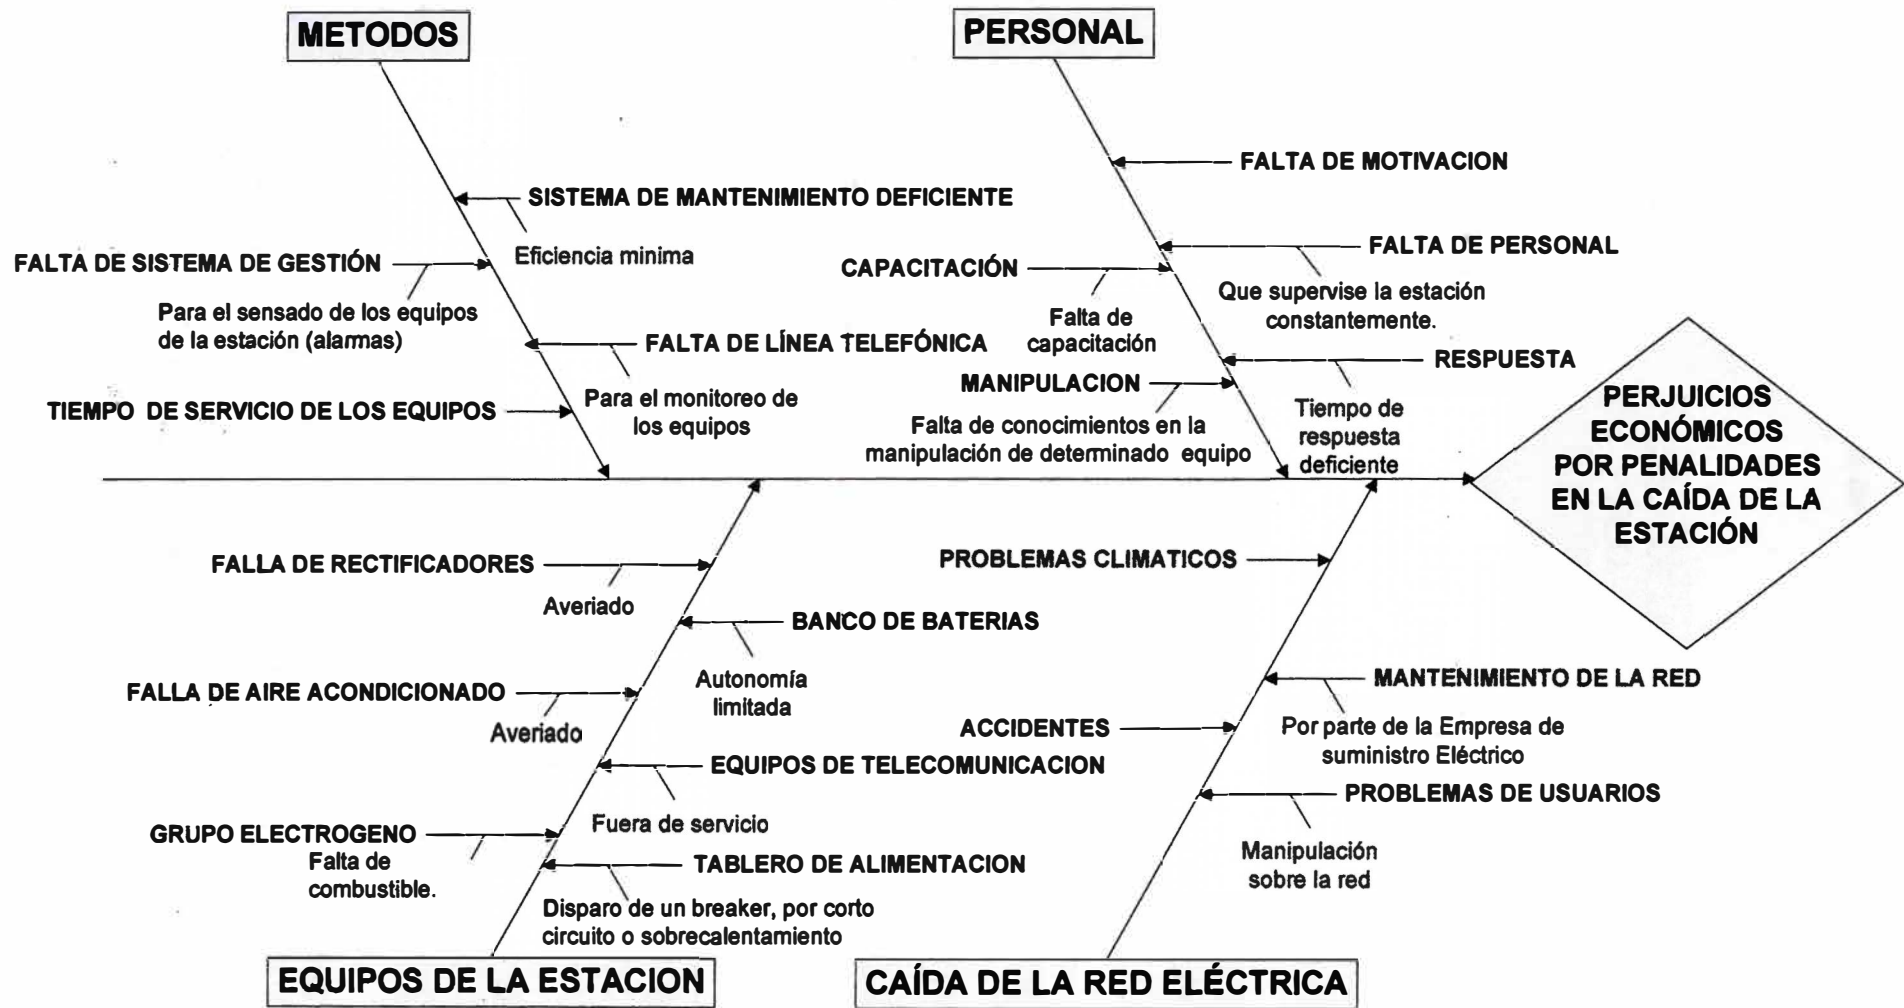 METODOS
PERSONAL
FALTA DE MOTIVACION
SISTEMA DE MANTENIMIENTO DEFICIENTE
Eficiencia minima
FALTA DE SISTEMA DE GESTIÓN
Para el sensado de los equipos
de la estación (alarmas)
FALTA DE LÍNEA TELEFÓNICA
Para el monitoreo de
los equipos
TIEMPO DE SERVICIO DE LOS EQUIPOS
FALTA DE PERSONAL
Que supervise la estación
constantemente.
CAPACITACIÓN
Falta de
capacitación
RESPUESTA
Tiempo de
respuesta
deficiente
MANIPULACION
Falta de conocimientos en la
manipulación de determinado equipo
PERJUICIOS
ECONÓMICOS
POR PENALIDADES
EN LA CAÍDA DE LA
ESTACIÓN
FALLA DE RECTIFICADORES
Averiado
BANCO DE BATERIAS
Autonomía
limitada
FALLA DE AIRE ACONDICIONADO
Averiado
EQUIPOS DE TELECOMUNICACION
Fuera de servicio
GRUPO ELECTROGENO
Falta de
combustible.
TABLERO DE ALIMENTACION
Disparo de un breaker, por corto
circuito o sobrecalentamiento
EQUIPOS DE LA ESTACION
PROBLEMAS CLIMATICOS
MANTENIMIENTO DE LA RED
Por parte de la Empresa de
suministro Eléctrico
ACCIDENTES
PROBLEMAS DE USUARIOS
Manipulación
sobre la red
CAÍDA DE LA RED ELÉCTRICA